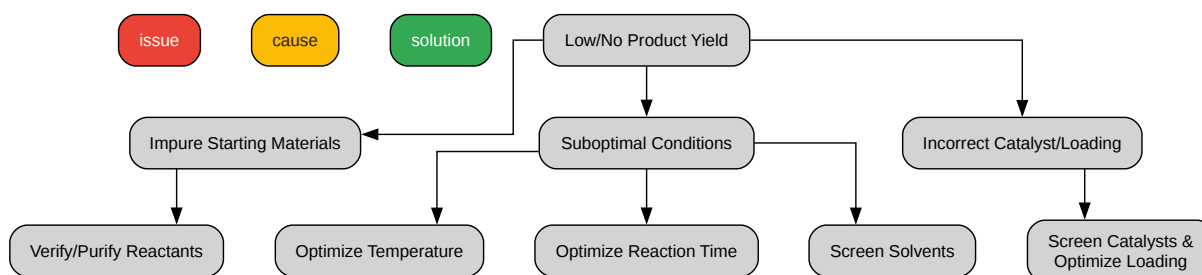 issue
cause
solution
Low/No Product Yield
Impure Starting Materials
Suboptimal Conditions
Incorrect Catalyst/Loading
Verify/Purify Reactants
Optimize Temperature
Optimize Reaction Time
Screen Solvents
Screen Catalysts &
Optimize Loading